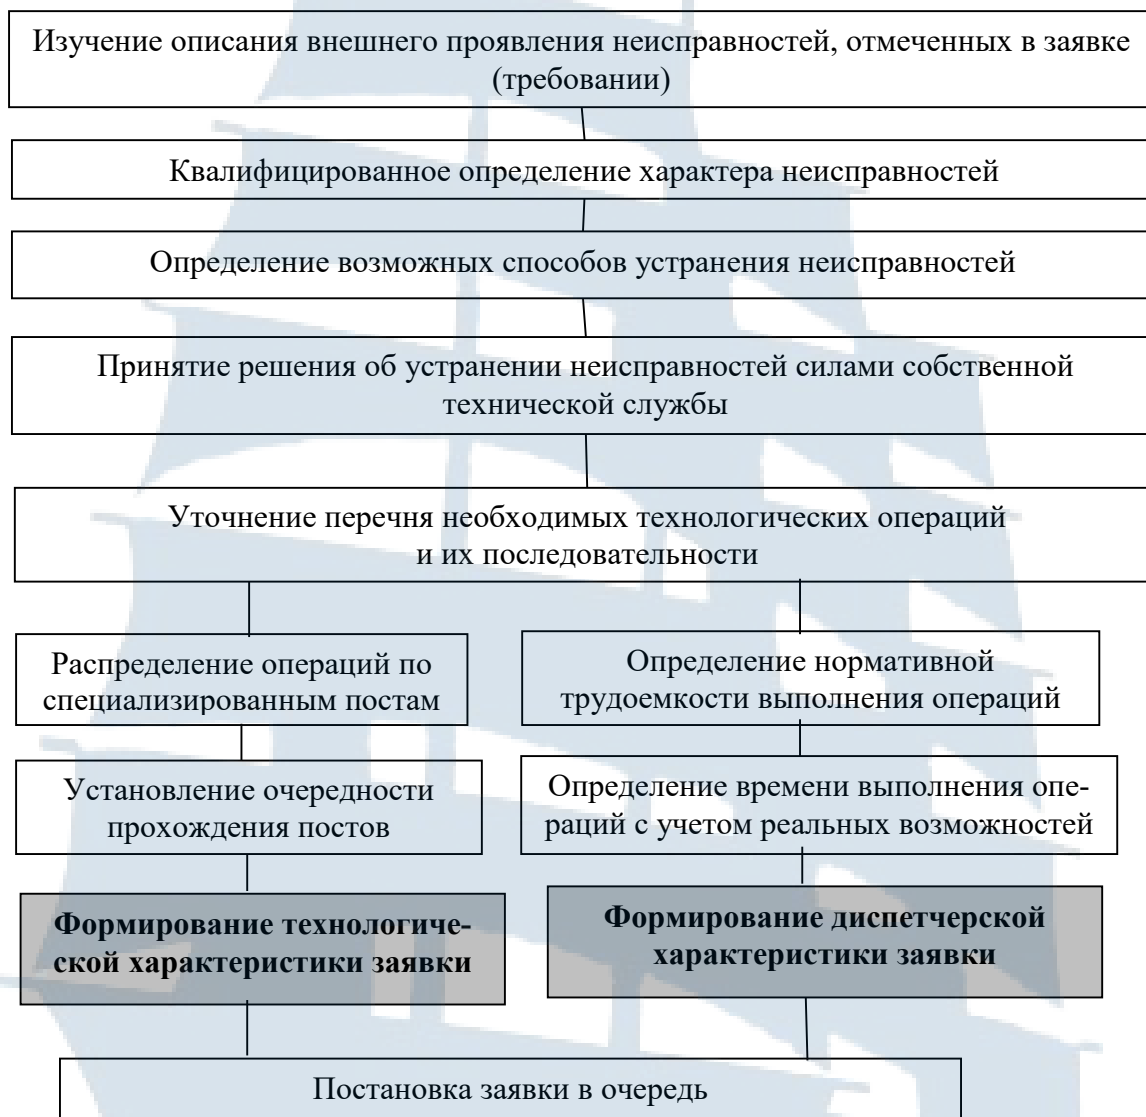 Изучение описания внешнего проявления неисправностей, отмеченных в заявке
(требовании)
Квалифицированное определение характера неисправностей
Определение возможных способов устранения неисправностей
Принятие решения об устранении неисправностей силами собственной
технической службы
Уточнение перечня необходимых технологических операций
и их последовательности
Распределение операций по
специализированным постам
Определение нормативной
трудоемкости выполнения операций
Установление очередности
прохождения постов
Определение времени выполнения опе-
раций с учетом реальных возможностей
Формирование технологиче-
ской характеристики заявки
Формирование диспетчерской
характеристики заявки
Постановка заявки в очередь